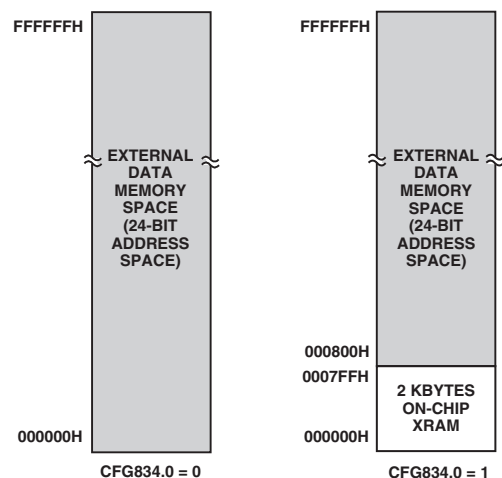 FFFFFFH
EXTERNAL
DATA
MEMORY
SPACE
(24-BIT
ADDRESS
SPACE)
000000H
CFG834.0 = 0
FFFFFFH
EXTERNAL
DATA
MEMORY
SPACE
(24-BIT
ADDRESS
SPACE)
000800H
0007FFH
2 KBYTES
ON-CHIP
XRAM
000000H
CFG834.0 = 1